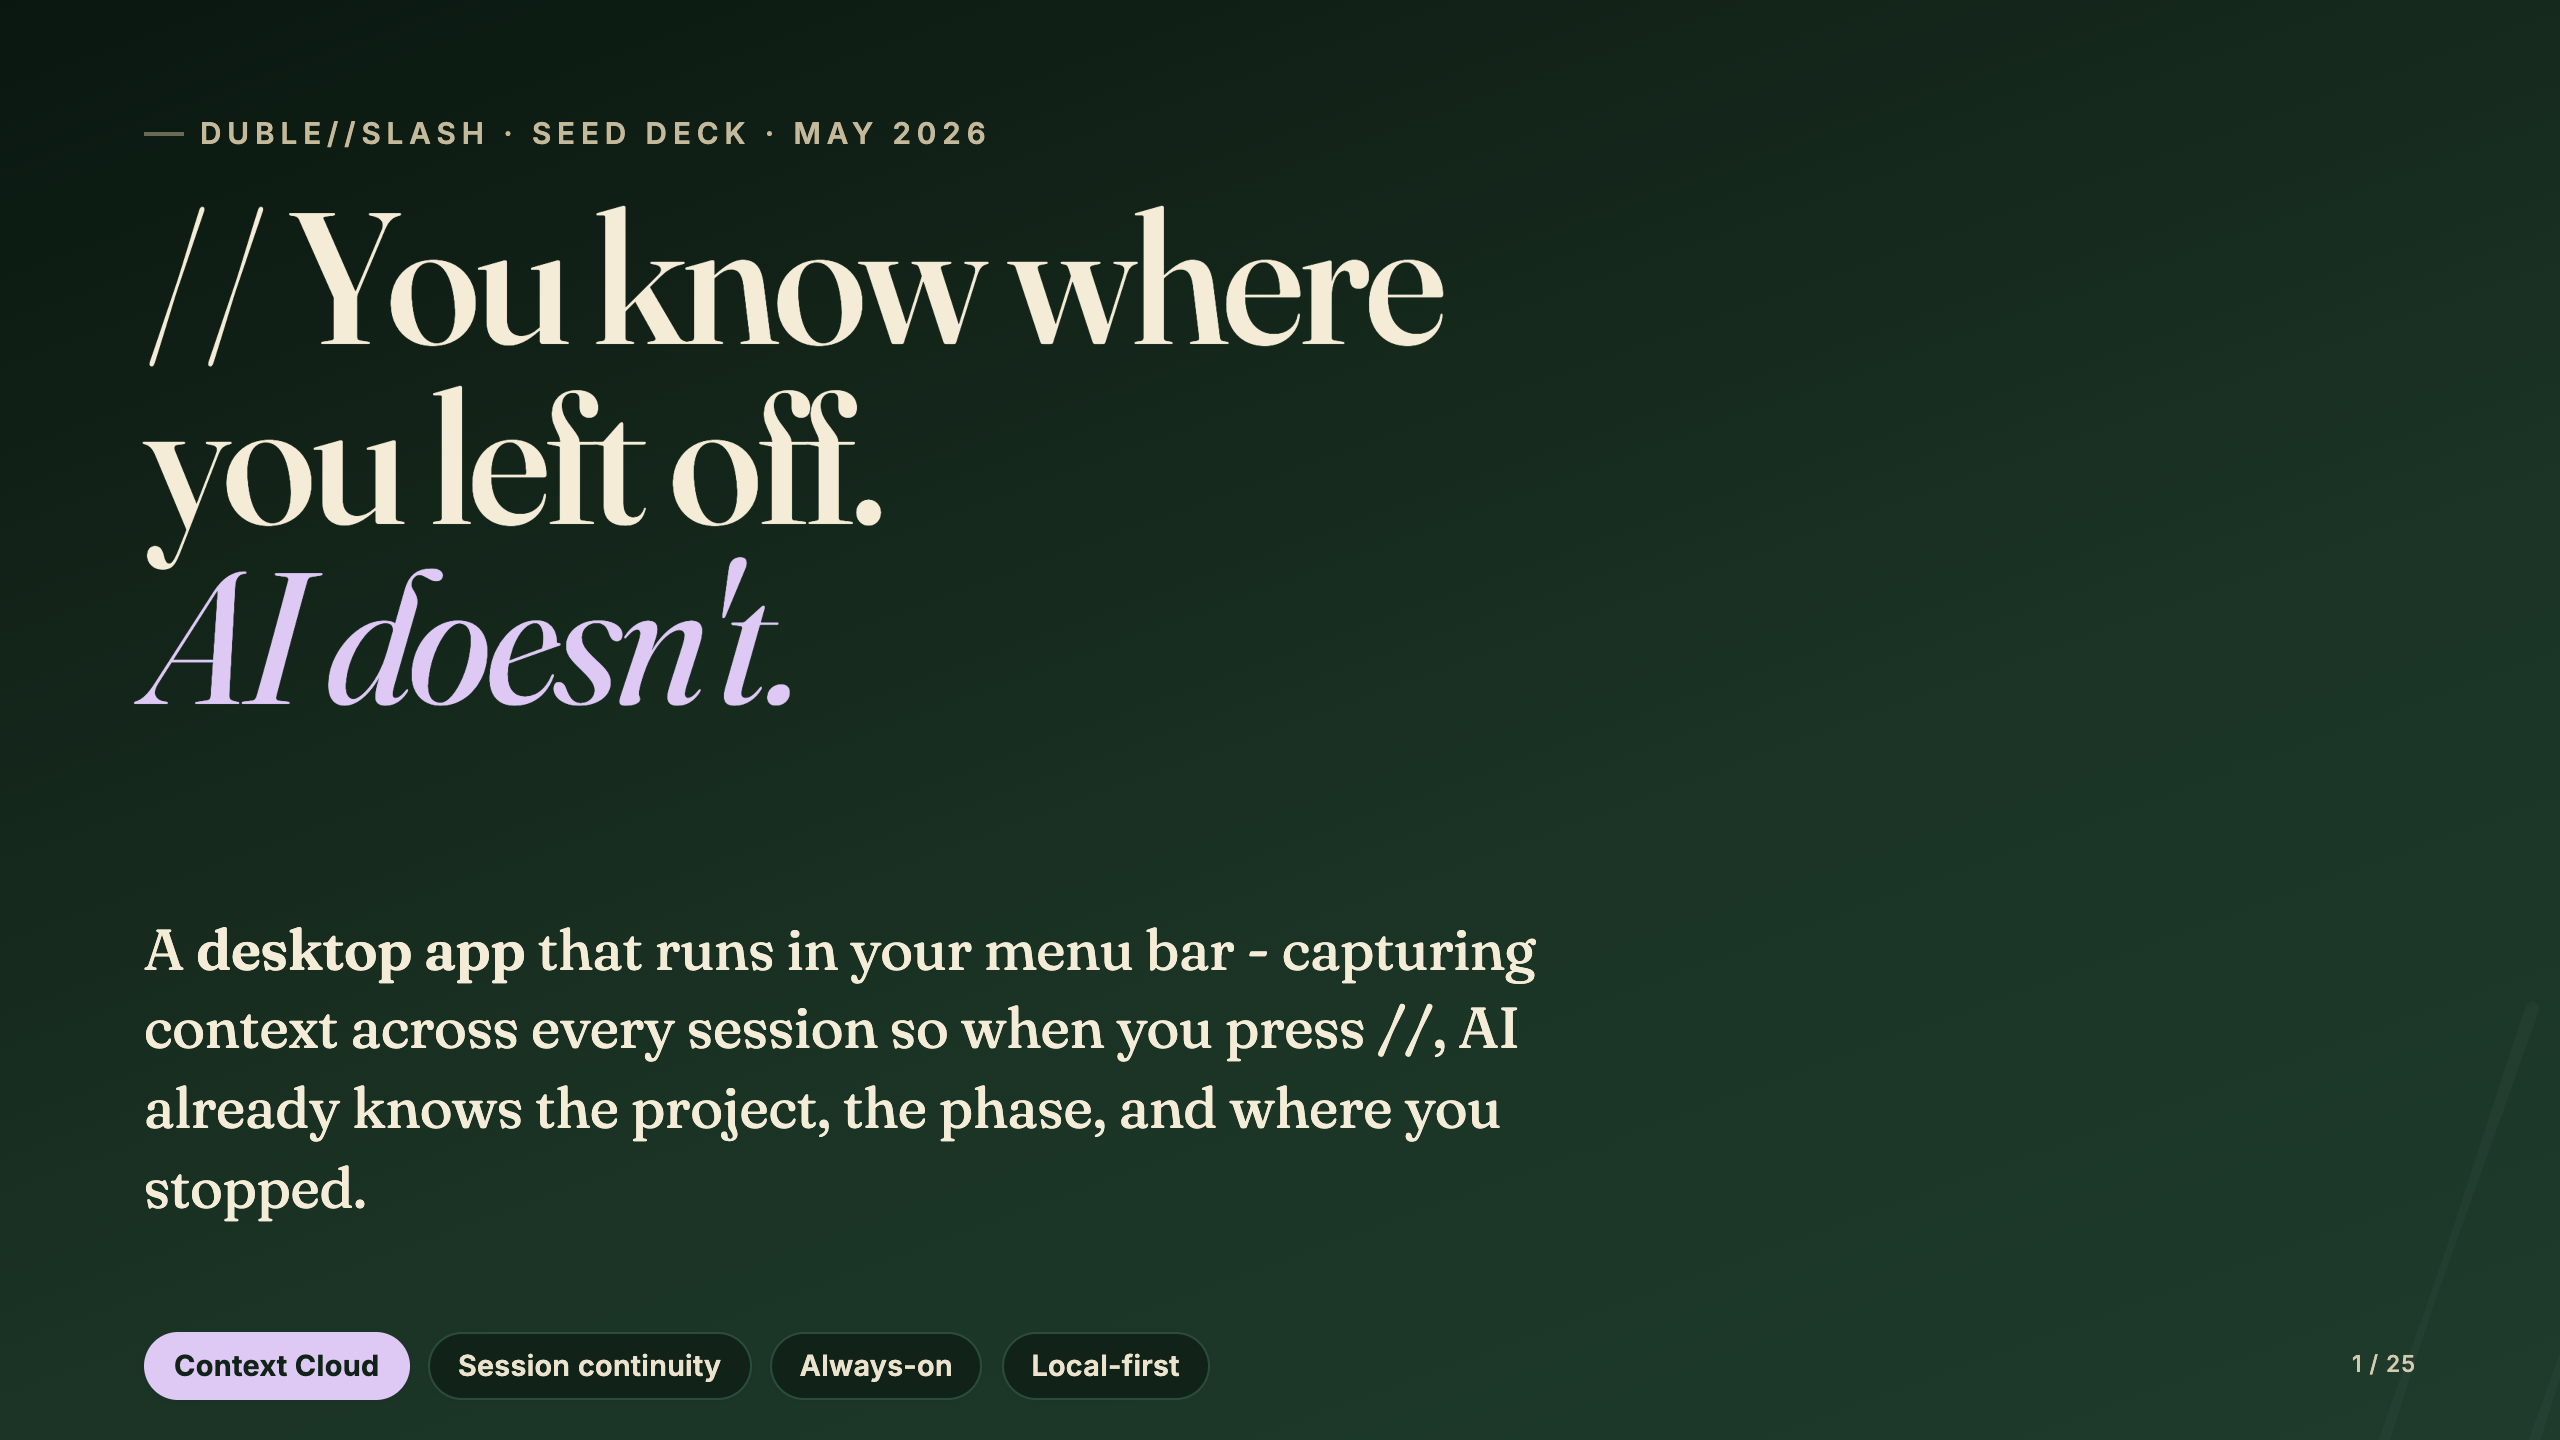 — DUBLE//SLASH · SEED DECK · MAY 2026
// You know where
you left off.
AI doesn't.
A desktop app that runs in your menu bar - capturing
context across every session so when you press //, AI
already knows the project, the phase, and where you
stopped.
Context Cloud Session continuity Always-on Local-first
1 / 25